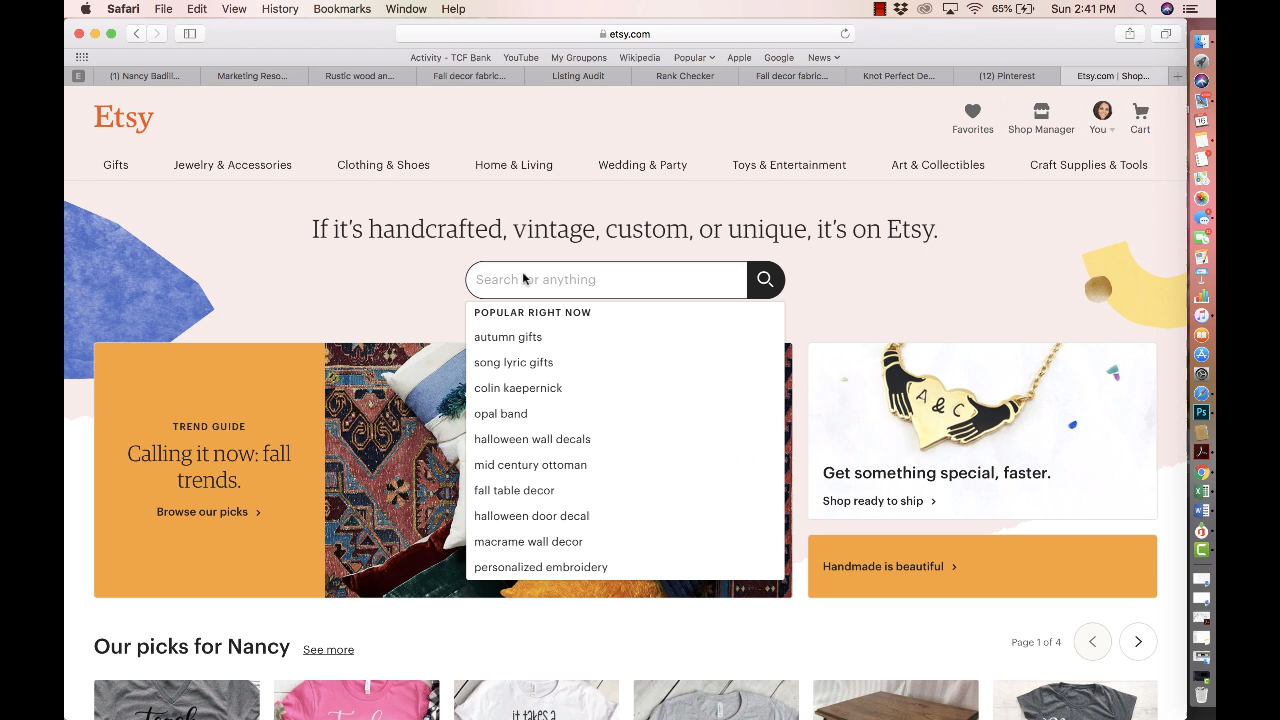 Safari File Edit View History Bookmarks Window Help 65% Sun 2:41 PM
etsy.com
Activity - TCF Bank YouTube My Groupons Wikipedia Popular Apple Google News
E (1) Nancy Badill... Marketing Reso... Rustic wood an... Fall decor fabric... Listing Audit Rank Checker Fall decor fabric... Knot Perfect De... (12) Pinterest Etsy.com | Shop...
Etsy
Favorites Shop Manager You Cart
Gifts Jewelry & Accessories Clothing & Shoes Home & Living Wedding & Party Toys & Entertainment Art & Collectibles Craft Supplies & Tools
If it's handcrafted, vintage, custom, or unique, it's on Etsy.
Search for anything
POPULAR RIGHT NOW
autumn gifts
song lyric gifts
colin kaepernick
opal band
halloween wall decals
mid century ottoman
fall table decor
halloween door decal
macrame wall decor
personalized embroidery
TREND GUIDE
Calling it now: fall
trends.
Browse our picks
A & C
Get something special, faster.
Shop ready to ship
Handmade is beautiful
Our picks for Nancy See more
Page 1 of 4
it takes a
Ps